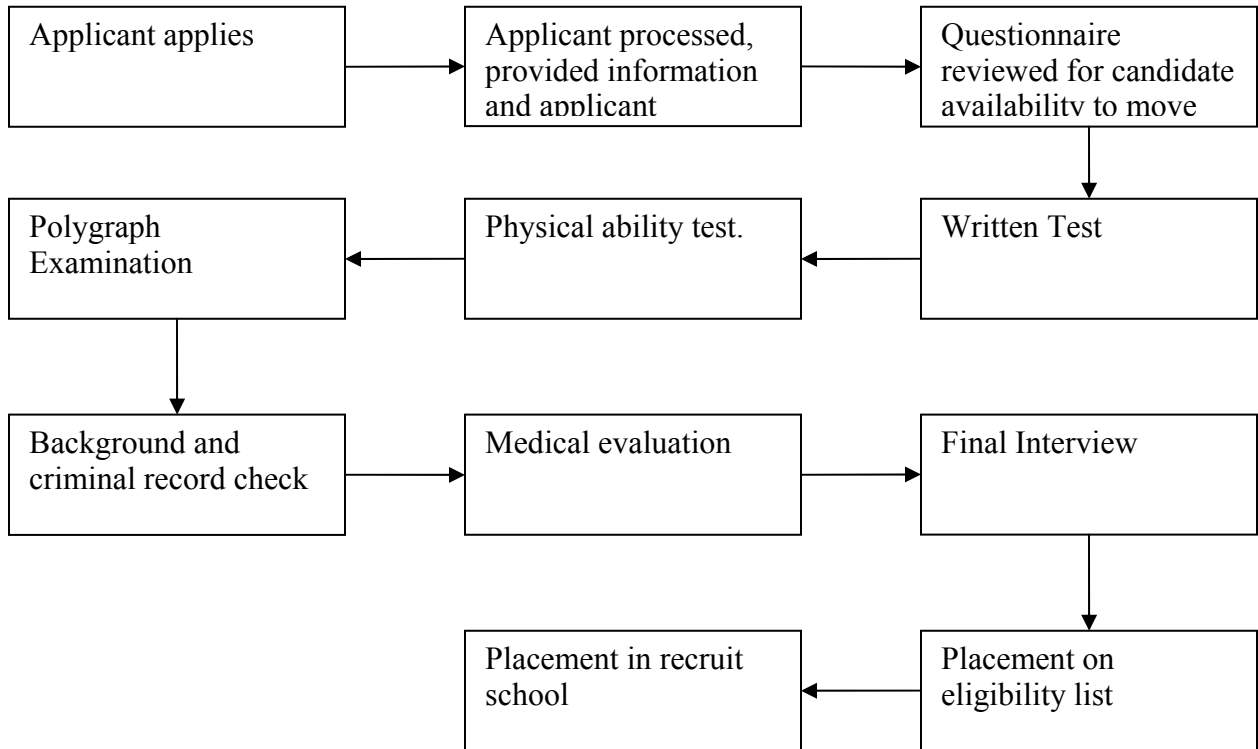 Applicant applies
Applicant processed,
provided information
and applicant
Questionnaire
reviewed for candidate
availability to move
Written Test
Physical ability test.
Polygraph
Examination
Background and
criminal record check
Medical evaluation
Final Interview
Placement on
eligibility list
Placement in recruit
school